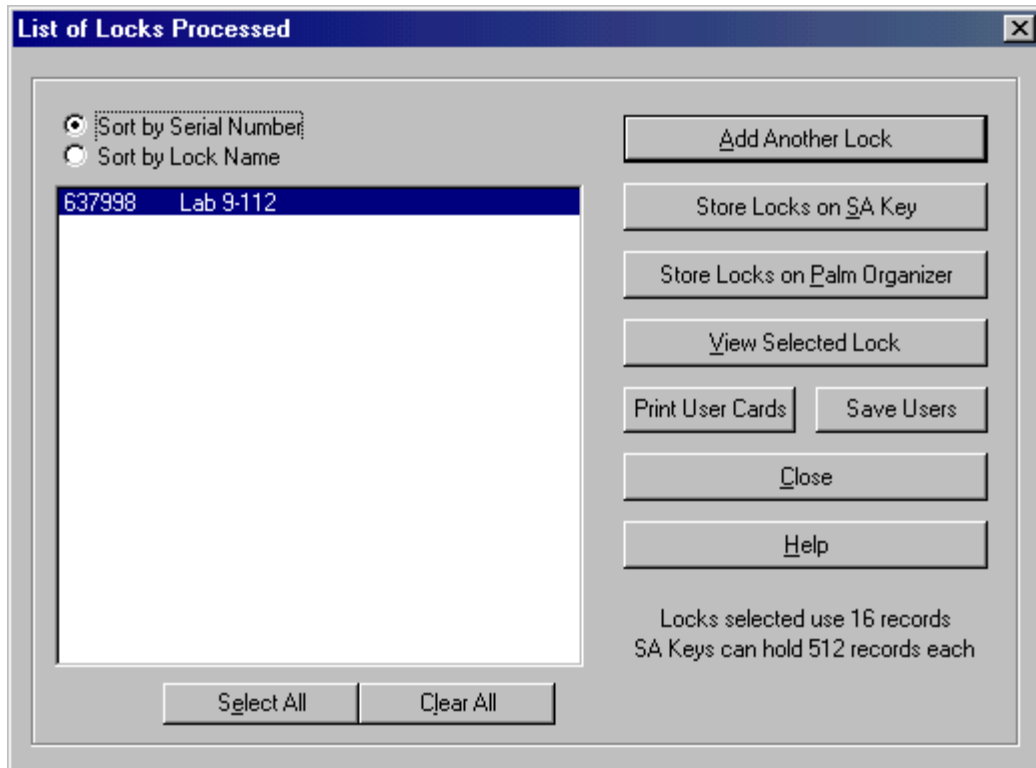 List of Locks Processed
Sort by Serial Number
Sort by Lock Name
637998 Lab 9-112
Add Another Lock
Store Locks on SA Key
Store Locks on Palm Organizer
View Selected Lock
Print User Cards
Save Users
Close
Help
Locks selected use 16 records
SA Keys can hold 512 records each
Select All
Clear All